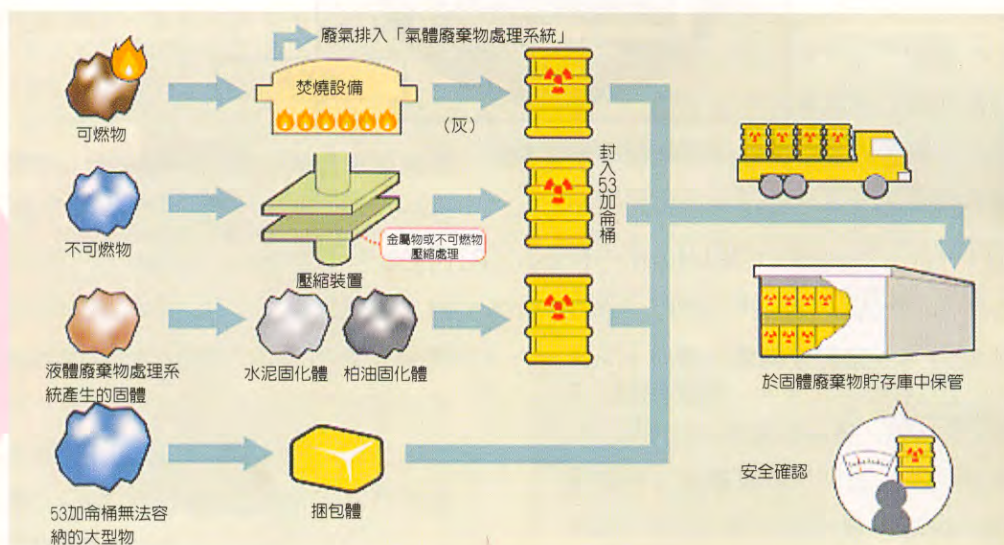 廢氣排入「氣體廢棄物處理系統」
焚燒設備
可燃物
（灰）
封入53加侖桶
不可燃物
金屬物或不可燃物
壓縮處理
壓縮裝置
液體廢棄物處理系
統產生的固體
水泥固化體
柏油固化體
於固體廢棄物貯存庫中保管
53加侖桶無法容
納的大型物
捆包體
安全確認